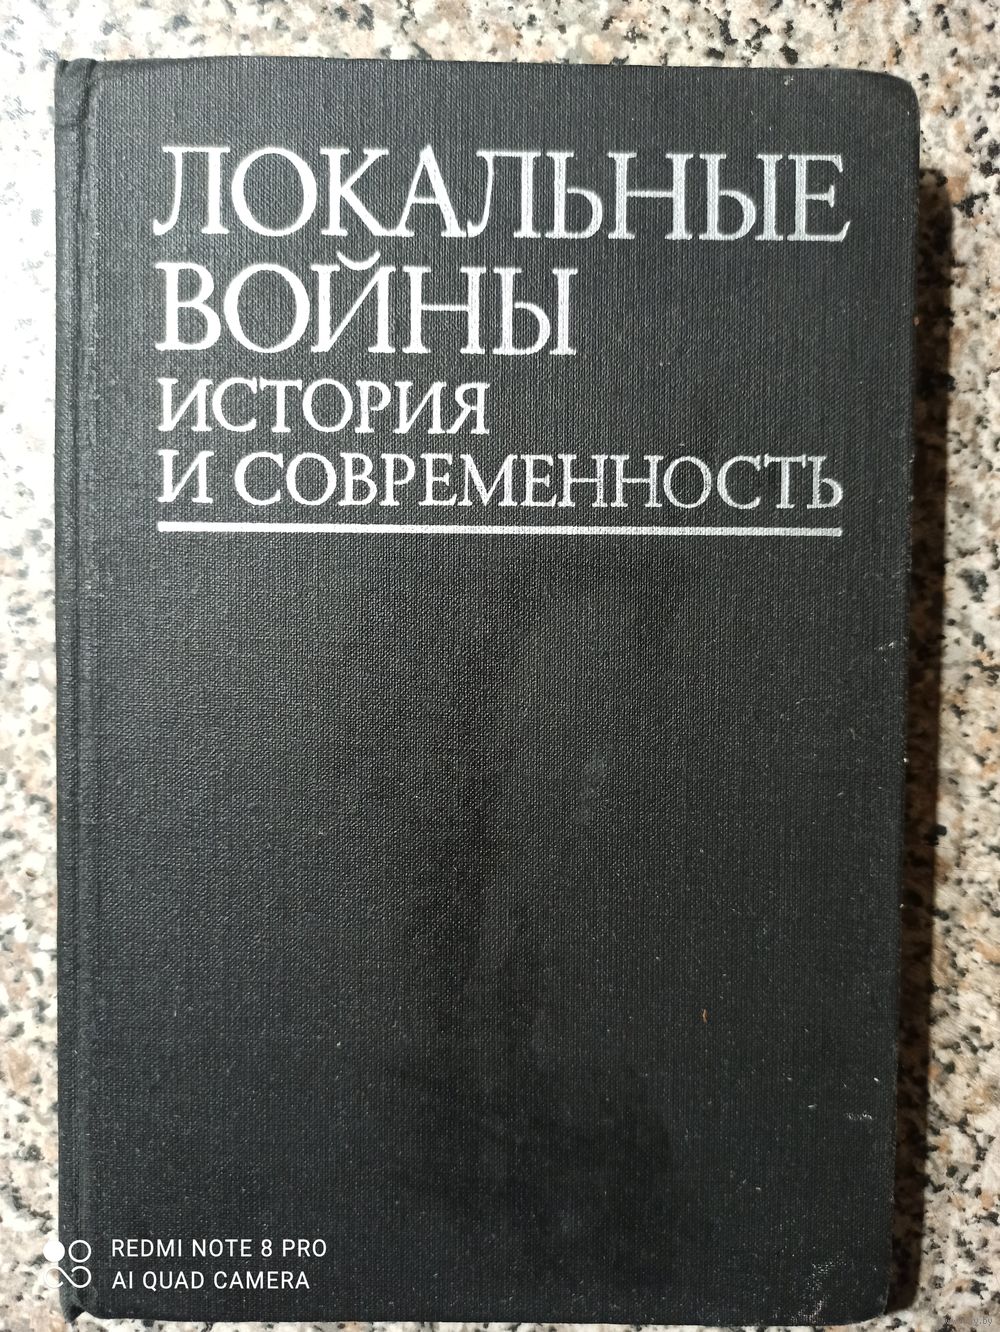 ЛОКАЛЬНЫЕ
ВОЙНЫ
ИСТОРИЯ
И СОВРЕМЕННОСТЬ
REDMI NOTE 8 PRO
AI QUAD CAMERA